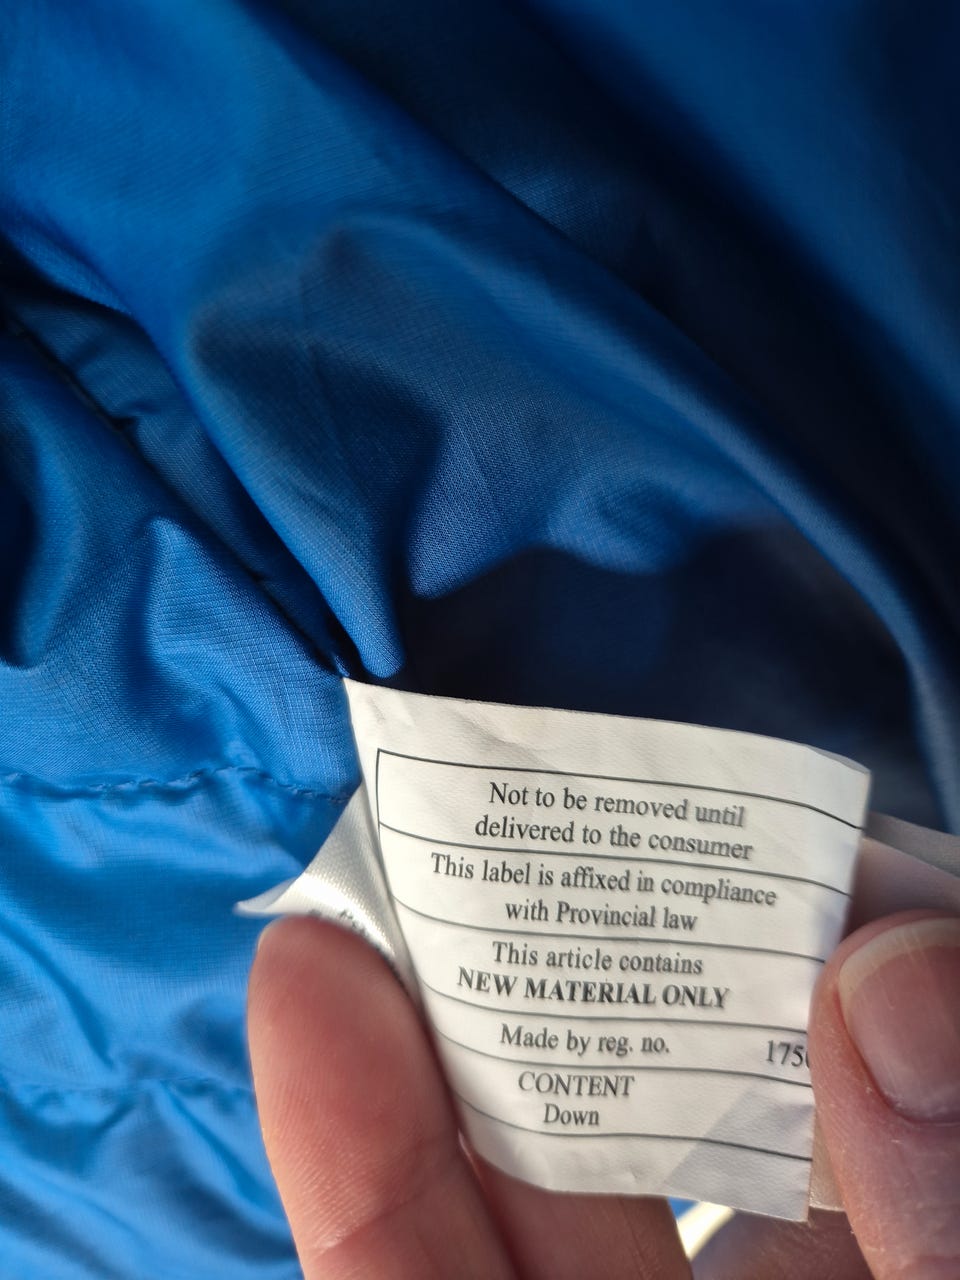 Not to be removed until
delivered to the consumer
This label is affixed in compliance
with Provincial law
This article contains
NEW MATERIAL ONLY
Made by reg. no.
CONTENT
Down